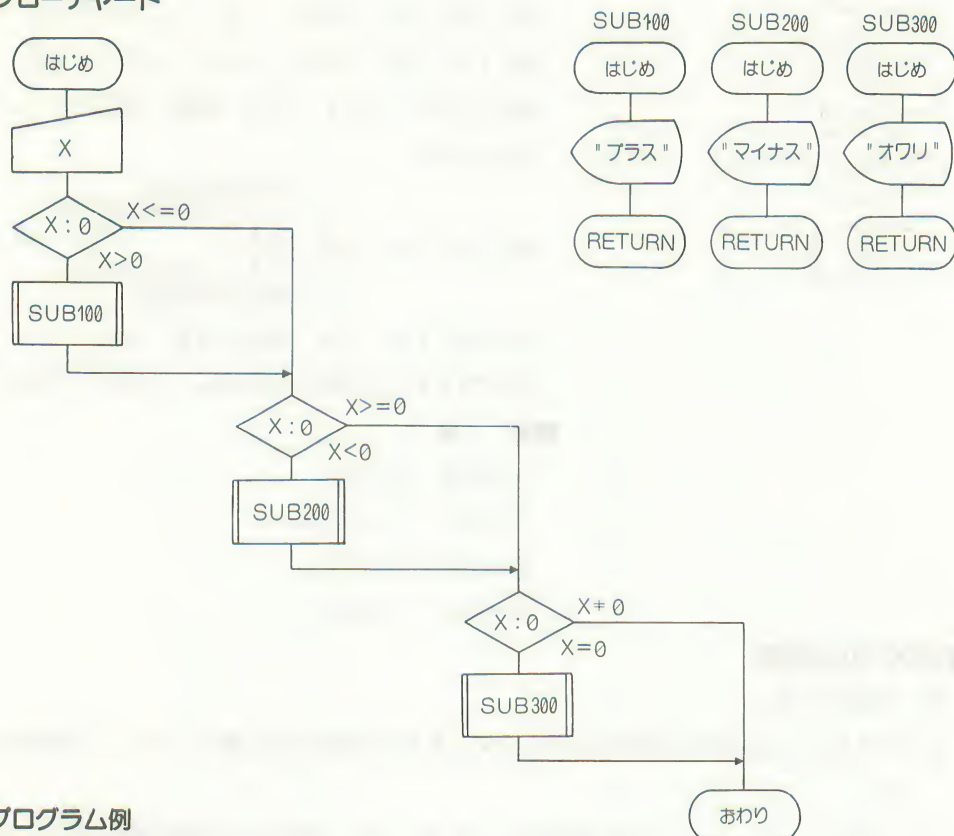 フローチャート
はじめ
X
X:0
X<=0
X>0
SUB100
X:0
X>=0
X<0
SUB200
X:0
X≠0
X=0
SUB300
おわり
SUB100
はじめ
"プラス"
RETURN
SUB200
はじめ
"マイナス"
RETURN
SUB300
はじめ
"オワリ"
RETURN
プログラム例